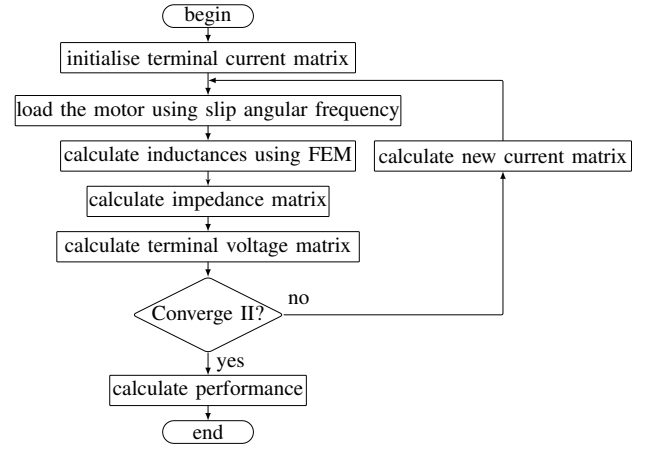 begin
initialise terminal current matrix
load the motor using slip angular frequency
calculate inductances using FEM
calculate new current matrix
calculate impedance matrix
calculate terminal voltage matrix
Converge II?
no
yes
calculate performance
end